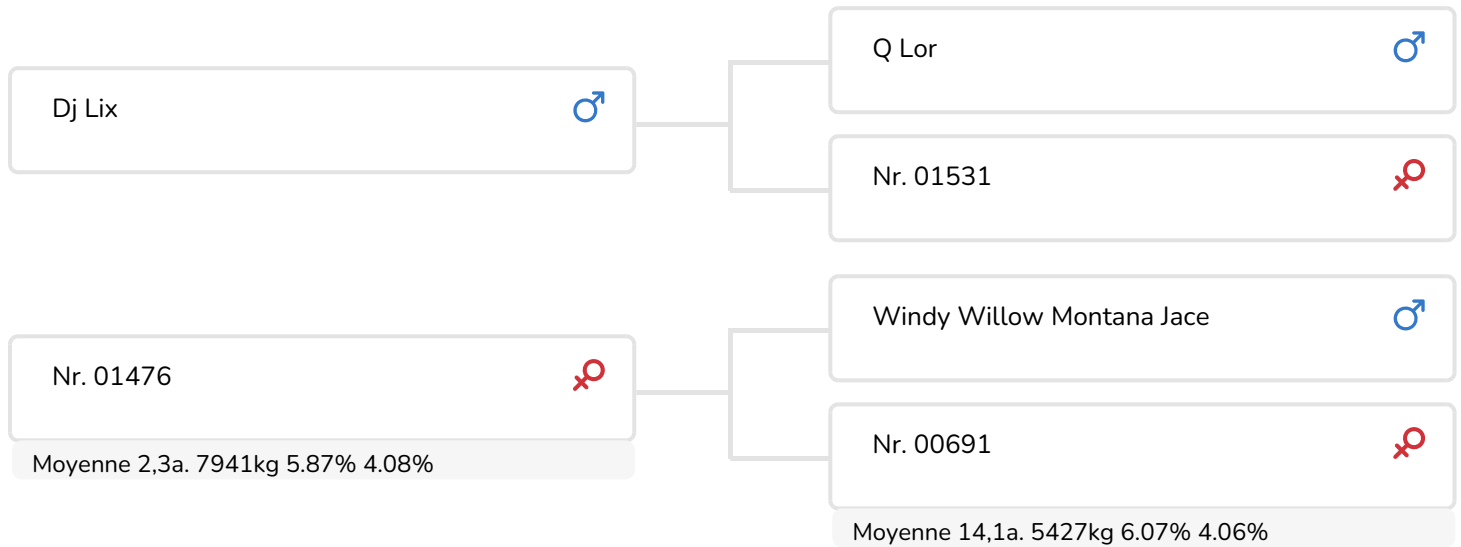 Dj Lix
Q Lor
Nr. 01531
Nr. 01476
Moyenne 2,3a. 7941kg 5.87% 4.08%
Windy Willow Montana Jace
Nr. 00691
Moyenne 14,1a. 5427kg 6.07% 4.06%